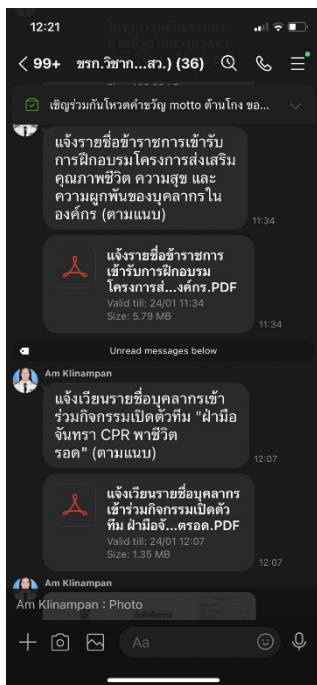 12:21
99+ ขรก.วิชาก...สว.) (36)
เชิญร่วมกันโหวตคำขวัญ motto ต้านโกง ขอ...
แจ้งรายชื่อข้าราชการเข้ารับ
การฝึกอบรมโครงการส่งเสริม
คุณภาพชีวิต ความสุข และ
ความผูกพันของบุคลากรใน
องค์กร (ตามแนบ)
11:34
แจ้งรายชื่อข้าราชการ
เข้ารับการฝึกอบรม
โครงการส่...งค์กร.PDF
Valid till: 24/01 11:34
Size: 5.79 MB
11:34
Unread messages below
Am Klinampan
แจ้งเวียนรายชื่อบุคลากรเข้า
ร่วมกิจกรรมเปิดตัวทีม "ฝ่ามือ
จันทรา CPR พาชีวิต
รอด" (ตามแนบ)
12:07
แจ้งเวียนรายชื่อบุคลากร
เข้าร่วมกิจกรรมเปิดตัว
ทีม ฝ่ามือจั...ตรอด.PDF
Valid till: 24/01 12:07
Size: 1.35 MB
12:07
Am Klinampan
Am Klinampan : Photo
Aa